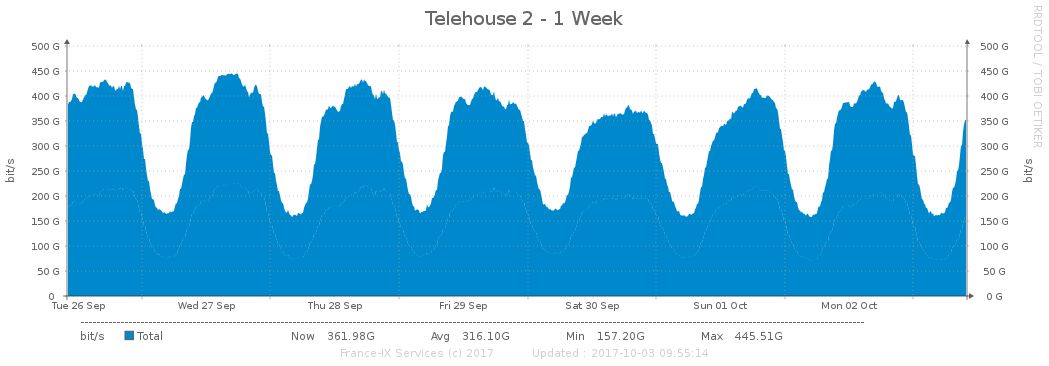 Telehouse 2 - 1 Week
RRDTOOL / TOBI OETIKER
500 G 500 G
450 G 450 G
400 G 400 G
350 G 350 G
300 G 300 G
250 G 250 G
200 G 200 G
150 G 150 G
100 G 100 G
50 G 50 G
0 0 G
bit/s bit/s
Tue 26 Sep Wed 27 Sep Thu 28 Sep Fri 29 Sep Sat 30 Sep Sun 01 Oct Mon 02 Oct
bit/s Total Now 361.98G Avg 316.10G Min 157.20G Max 445.51G
France-IX Services (c) 2017 Updated : 2017-10-03 09:55:14